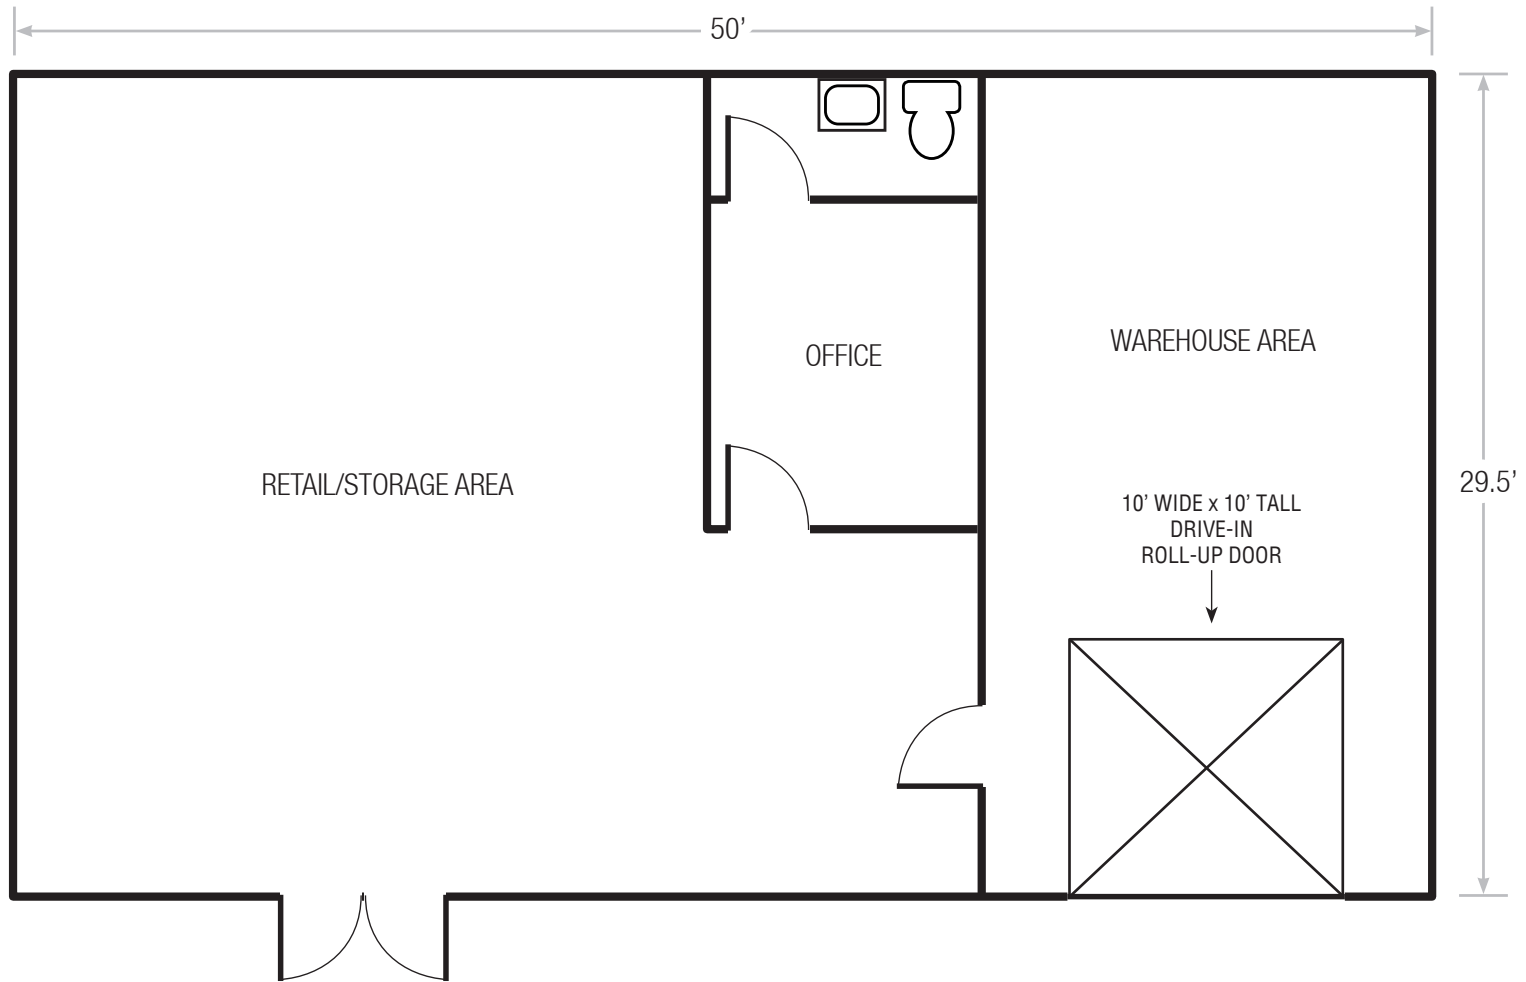 50’
WAREHOUSE AREA
OFFICE
RETAIL/STORAGE AREA
29.5’
10’ WIDE x 10’ TALL
DRIVE-IN
ROLL-UP DOOR